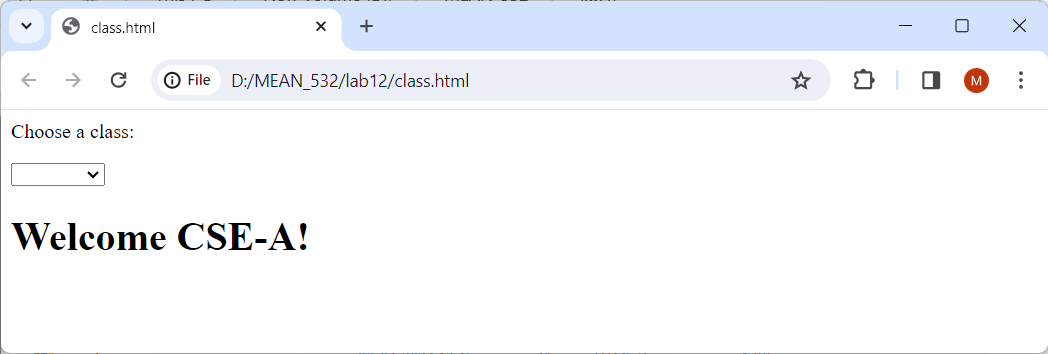 class.html
File D:/MEAN_532/lab12/class.html M
Choose a class:
Welcome CSE-A!